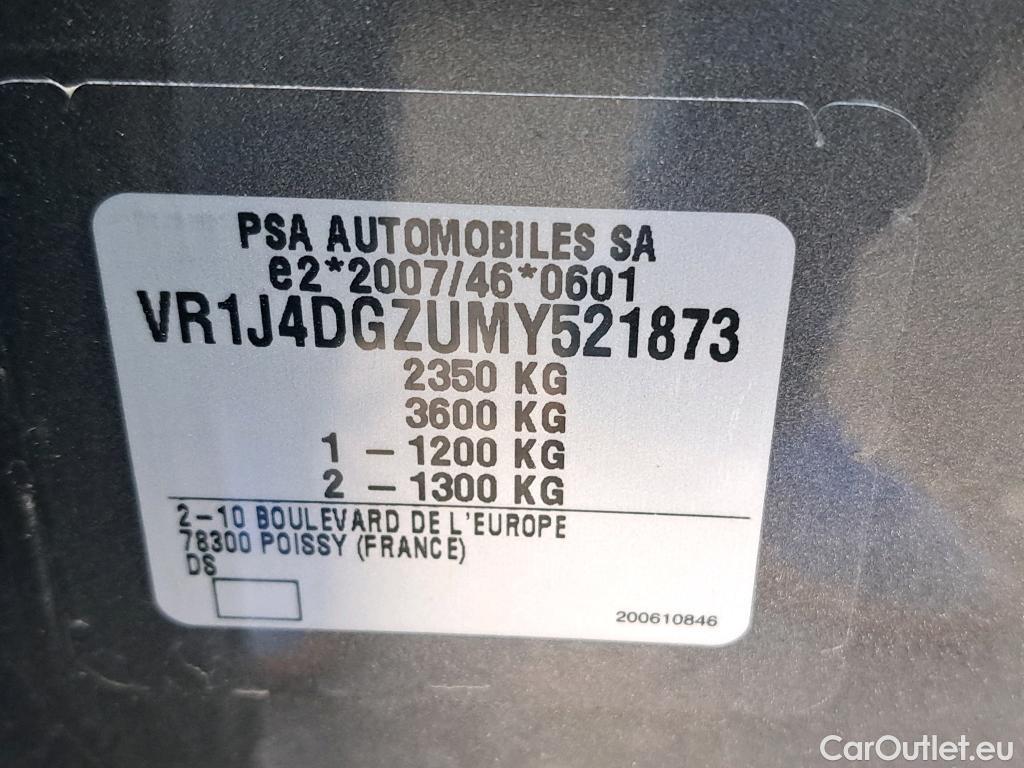 PSA AUTOMOBILES SA
e2*2007/46*0601
VR1J4DGZUMY521873
2350 KG
3600 KG
1 - 1200 KG
2 - 1300 KG
2-10 BOULEVARD DE L'EUROPE
78300 POISSY (FRANCE)
DS
200610846
CarOutlet.eu